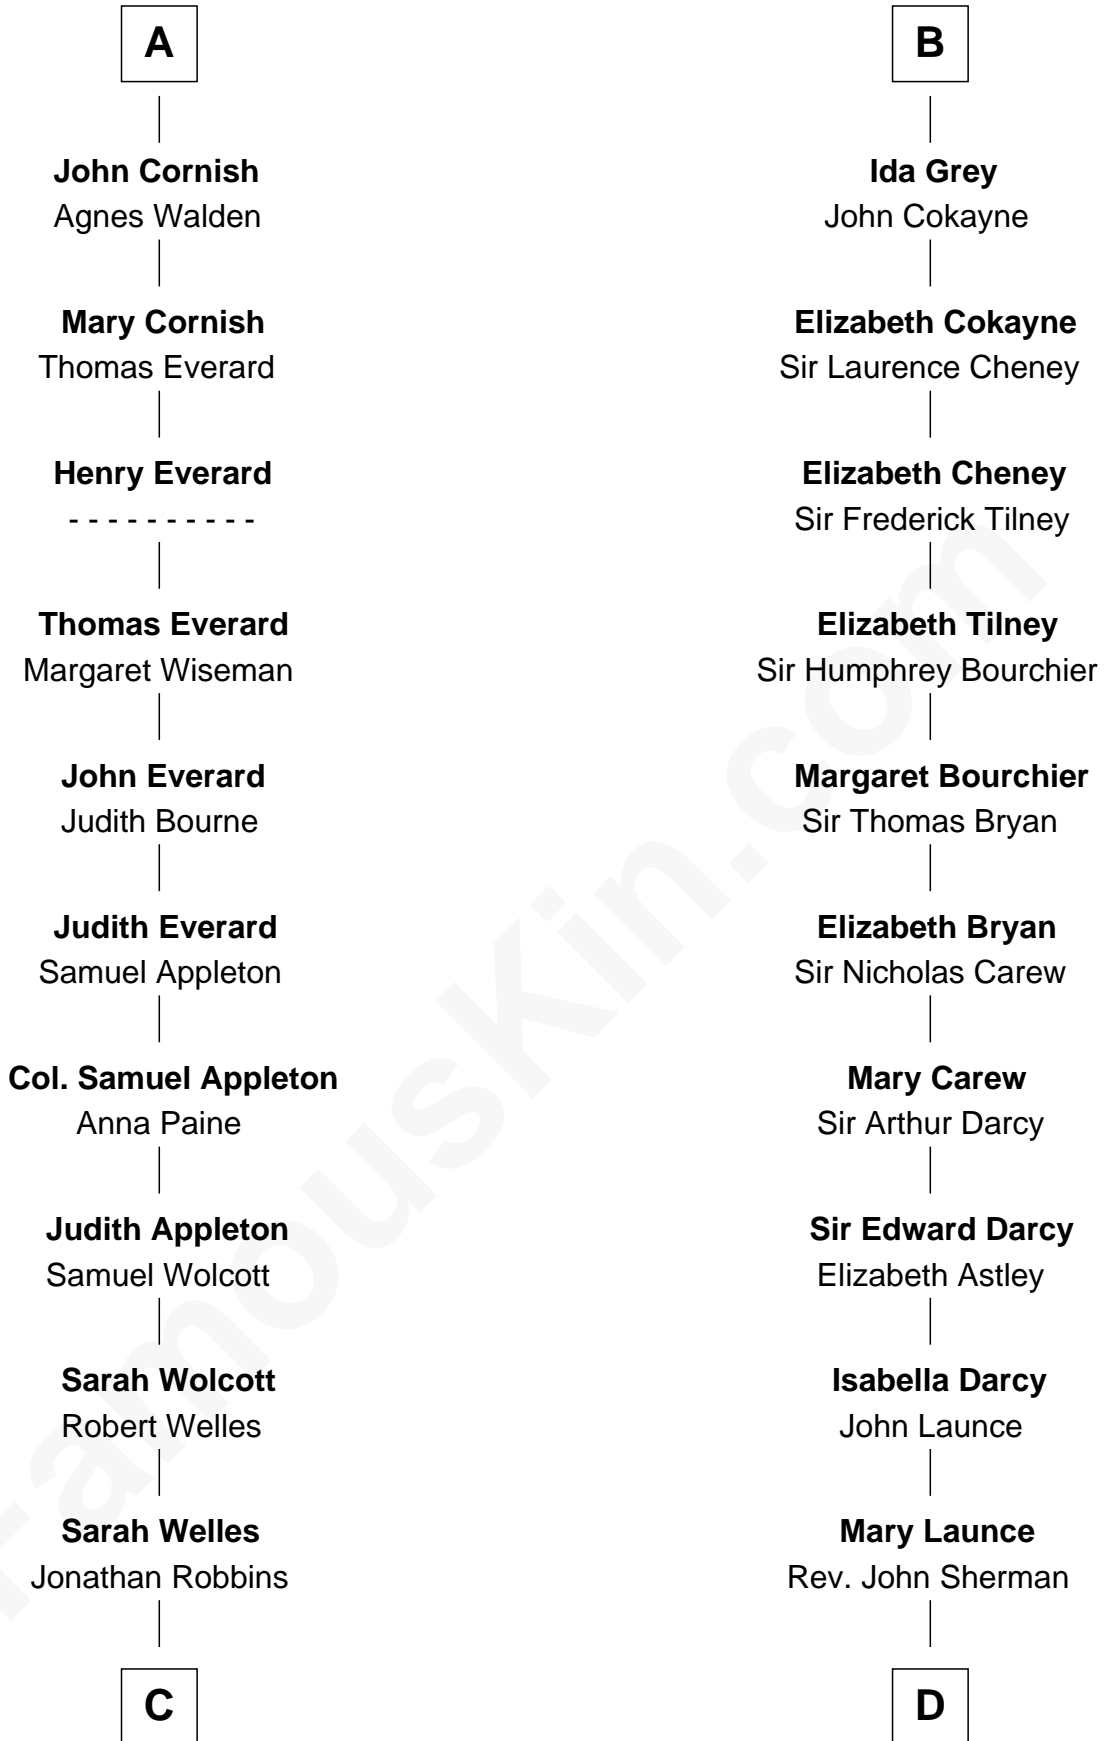 A
John Cornish
Agnes Walden
Mary Cornish
Thomas Everard
Henry Everard
- - - - - - - - - -
Thomas Everard
Margaret Wiseman
John Everard
Judith Bourne
Judith Everard
Samuel Appleton
Col. Samuel Appleton
Anna Paine
Judith Appleton
Samuel Wolcott
Sarah Wolcott
Robert Welles
Sarah Welles
Jonathan Robbins
C
B
Ida Grey
John Cokayne
Elizabeth Cokayne
Sir Laurence Cheney
Elizabeth Cheney
Sir Frederick Tilney
Elizabeth Tilney
Sir Humphrey Bourchier
Margaret Bourchier
Sir Thomas Bryan
Elizabeth Bryan
Sir Nicholas Carew
Mary Carew
Sir Arthur Darcy
Sir Edward Darcy
Elizabeth Astley
Isabella Darcy
John Launce
Mary Launce
Rev. John Sherman
D
FamousKin.com